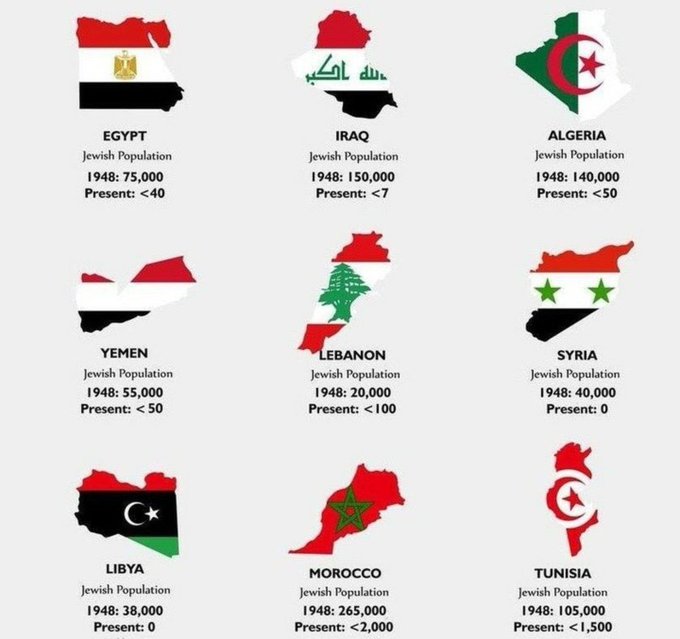 الله اكبر
EGYPT
Jewish Population
1948: 75,000
Present: <40
IRAQ
Jewish Population
1948: 150,000
Present: <7
ALGERIA
Jewish Population
1948: 140,000
Present: <50
YEMEN
Jewish Population
1948: 55,000
Present: < 50
LEBANON
Jewish Population
1948: 20,000
Present: <100
SYRIA
Jewish Population
1948: 40,000
Present: 0
LIBYA
Jewish Population
1948: 38,000
Present: 0
MOROCCO
Jewish Population
1948: 265,000
Present: <2,000
TUNISIA
Jewish Population
1948: 105,000
Present: <1,500